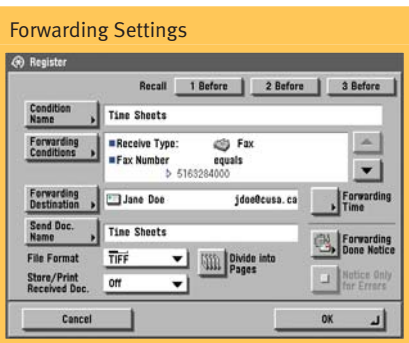 Forwarding Settings
Register
Recall 1 Before 2 Before 3 Before
Condition Name
Time Sheets
Forwarding Conditions
Receive Type: Fax
Fax Number equals
5163284000
Forwarding Destination
Jane Doe jdoe@cusa.ca
Forwarding Time
Send Doc. Name
Time Sheets
Forwarding Done Notice
File Format
TIFF
Divide into Pages
Store/Print Received Doc.
Off
Notice Only for Errors
Cancel
OK